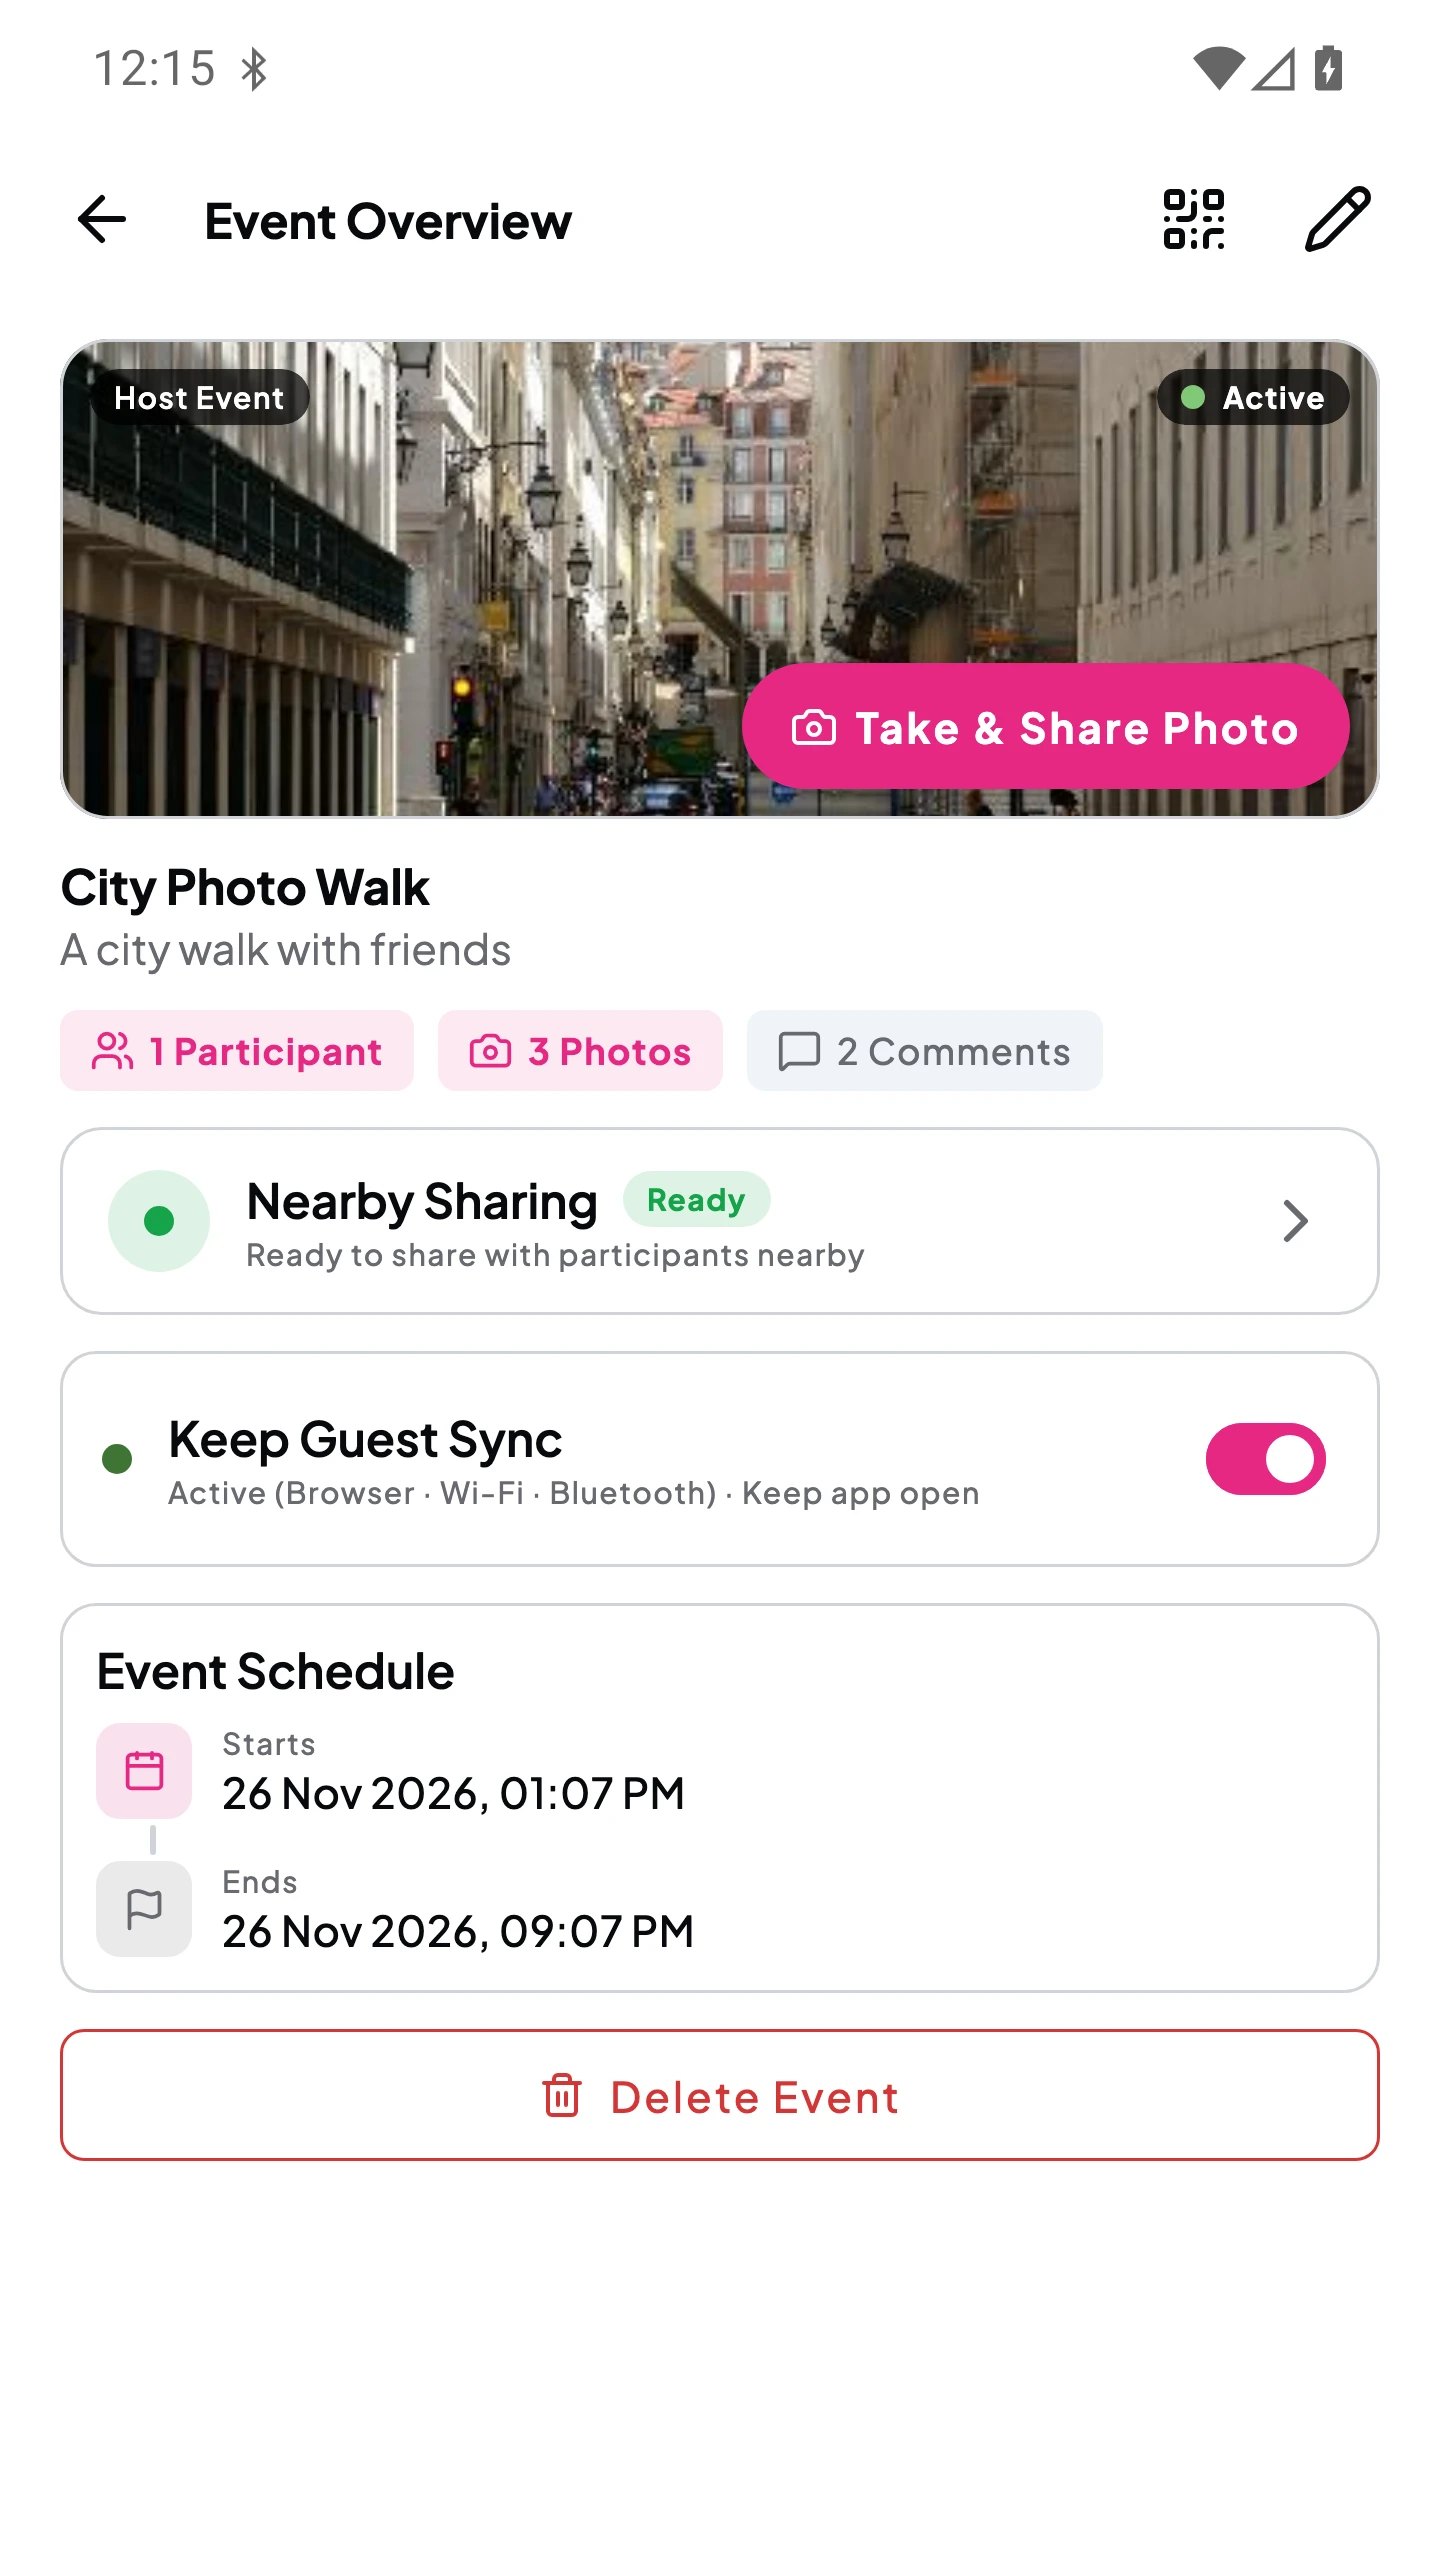 12:15
Event Overview
Host Event
Active
Take & Share Photo
City Photo Walk
A city walk with friends
1 Participant
3 Photos
2 Comments
Nearby Sharing
Ready
Ready to share with participants nearby
Keep Guest Sync
Active (Browser · Wi-Fi · Bluetooth) · Keep app open
Event Schedule
Starts
26 Nov 2026, 01:07 PM
Ends
26 Nov 2026, 09:07 PM
Delete Event